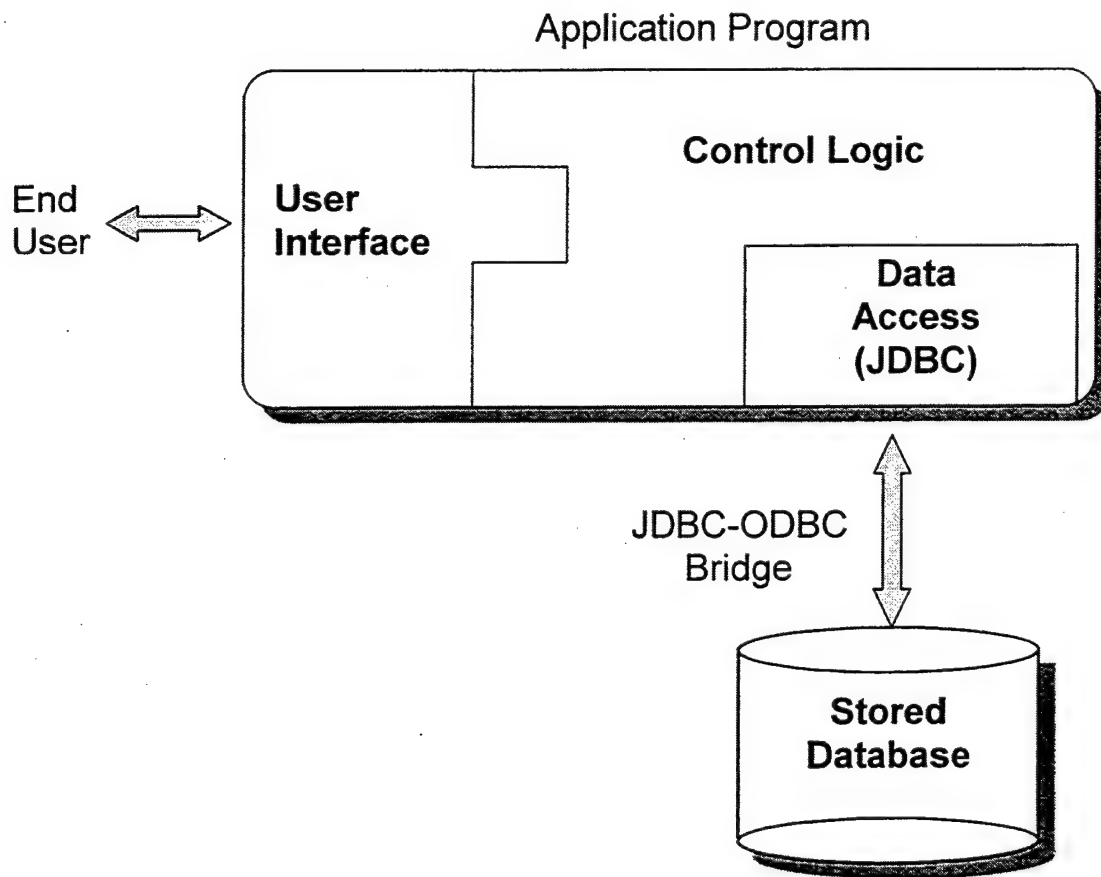 Application Program
Control Logic
End
User
User
Interface
Data
Access
(JDBC)
JDBC-ODBC
Bridge
Stored
Database